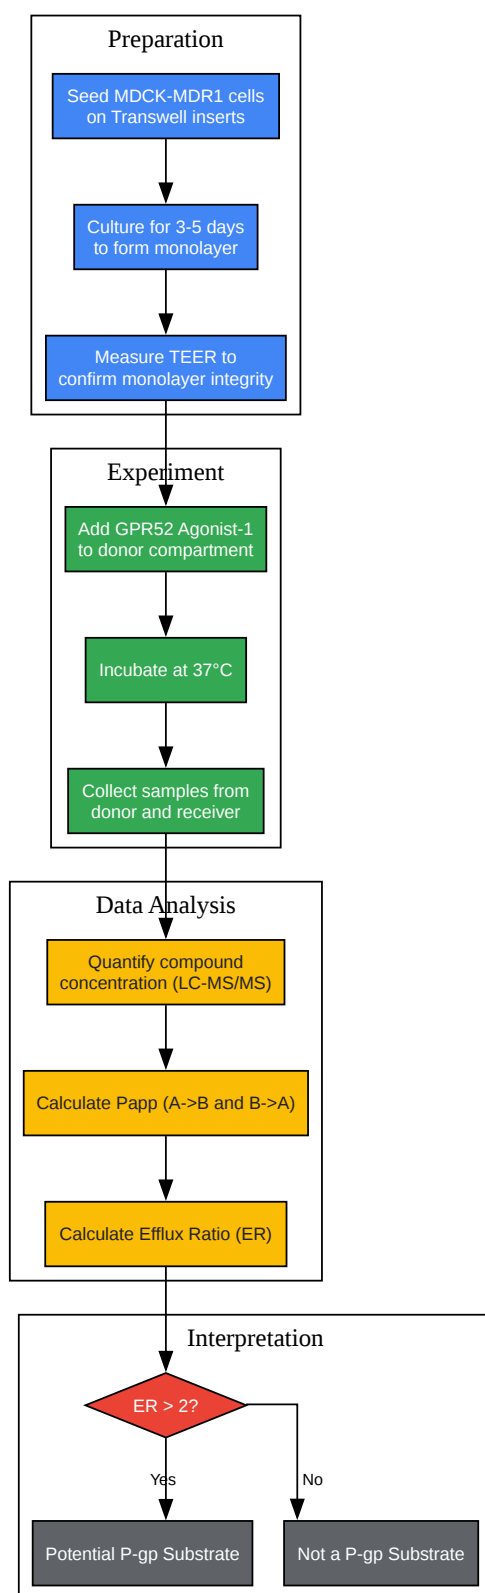 Preparation
Seed MDCK-MDR1 cells
on Transwell inserts
Culture for 3-5 days
to form monolayer
Measure TEER to
confirm monolayer integrity
Experiment
Add GPR52 Agonist-1
to donor compartment
Incubate at 37°C
Collect samples from
donor and receiver
Data Analysis
Quantify compound
concentration (LC-MS/MS)
Calculate Papp (A->B and B->A)
Calculate Efflux Ratio (ER)
Interpretation
ER > 2?
Yes
No
Potential P-gp Substrate
Not a P-gp Substrate